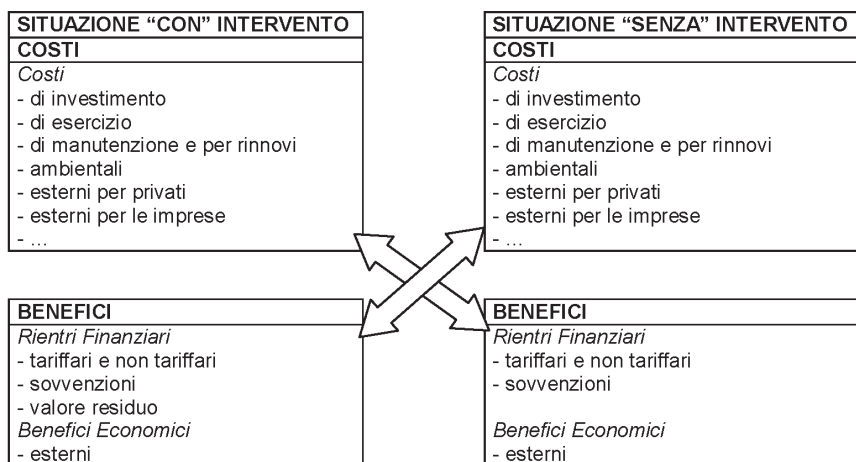 SITUAZIONE “CON” INTERVENTO
COSTI
Costi
- di investimento
- di esercizio
- di manutenzione e per rinnovi
- ambientali
- esterni per privati
- esterni per le imprese
- ...
SITUAZIONE “SENZA” INTERVENTO
COSTI
Costi
- di investimento
- di esercizio
- di manutenzione e per rinnovi
- ambientali
- esterni per privati
- esterni per le imprese
- ...
BENEFICI
Rientri Finanziari
- tariffari e non tariffari
- sovvenzioni
- valore residuo
Benefici Economici
- esterni
BENEFICI
Rientri Finanziari
- tariffari e non tariffari
- sovvenzioni
Benefici Economici
- esterni